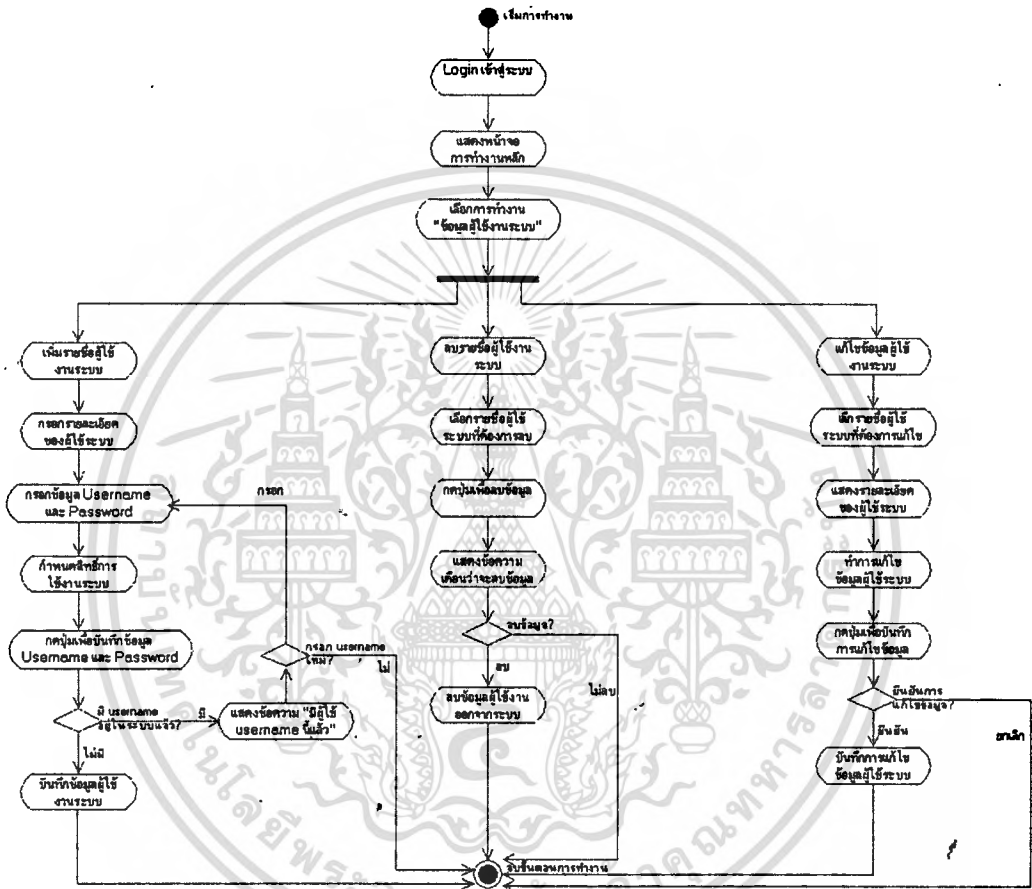 เริ่มการทำงาน
Login เข้าสู่ระบบ
แสดงหน้าจอ
การทำงานหลัก
เลือกการทำงาน
"ข้อมูลผู้ใช้งานระบบ"
เพิ่มรายชื่อผู้ใช้
งานระบบ
กรอกรายละเอียด
ของผู้ใช้ระบบ
กรอกข้อมูล Username
และ Password
กำหนดสิทธิ์การ
ใช้งานระบบ
กดปุ่มเพื่อบันทึกข้อมูล
Username และ Password
มี username
อยู่ในระบบแล้ว?
มี
ไม่มี
บันทึกข้อมูลผู้ใช้
งานระบบ
แสดงข้อความ "มีผู้ใช้
username นี้แล้ว"
กรอก username
ใหม่?
กรอก
ไม่
ลบรายชื่อผู้ใช้งาน
ระบบ
เลือกรายชื่อผู้ใช้
ระบบที่ต้องการลบ
กดปุ่มเพื่อลบข้อมูล
แสดงข้อความ
เตือนว่าจะลบข้อมูล
ลบข้อมูล?
ลบ
ไม่ลบ
ลบข้อมูลผู้ใช้งาน
ออกจากระบบ
แก้ไขข้อมูลผู้ใช้
งานระบบ
รายชื่อผู้ใช้
ระบบที่ต้องการแก้ไข
แสดงรายละเอียด
ของผู้ใช้ระบบ
ทำการแก้ไข
ข้อมูลผู้ใช้ระบบ
กดปุ่มเพื่อบันทึก
การแก้ไขข้อมูล
ยืนยันการ
แก้ไขข้อมูล?
ยืนยัน
ยกเลิก
บันทึกการแก้ไข
ข้อมูลผู้ใช้ระบบ
จบขั้นตอนการทำงาน